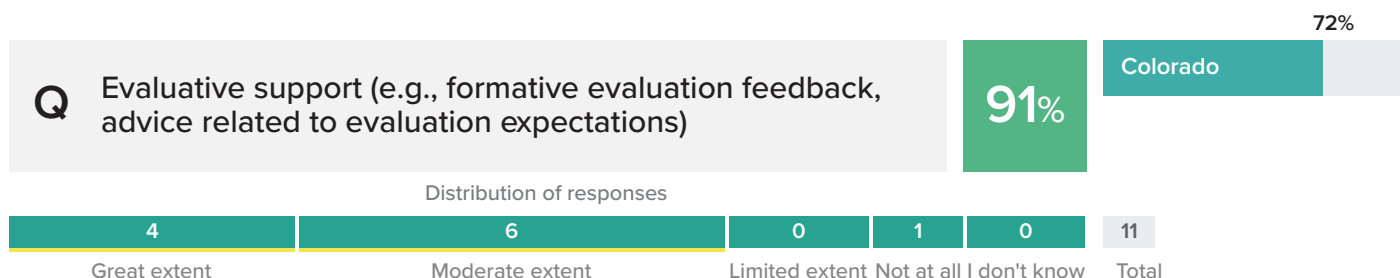 72%
Q Evaluative support (e.g., formative evaluation feedback,
advice related to evaluation expectations)
91%
Colorado
Distribution of responses
4 6 0 1 0 11
Great extent Moderate extent Limited extent Not at all I don't know Total